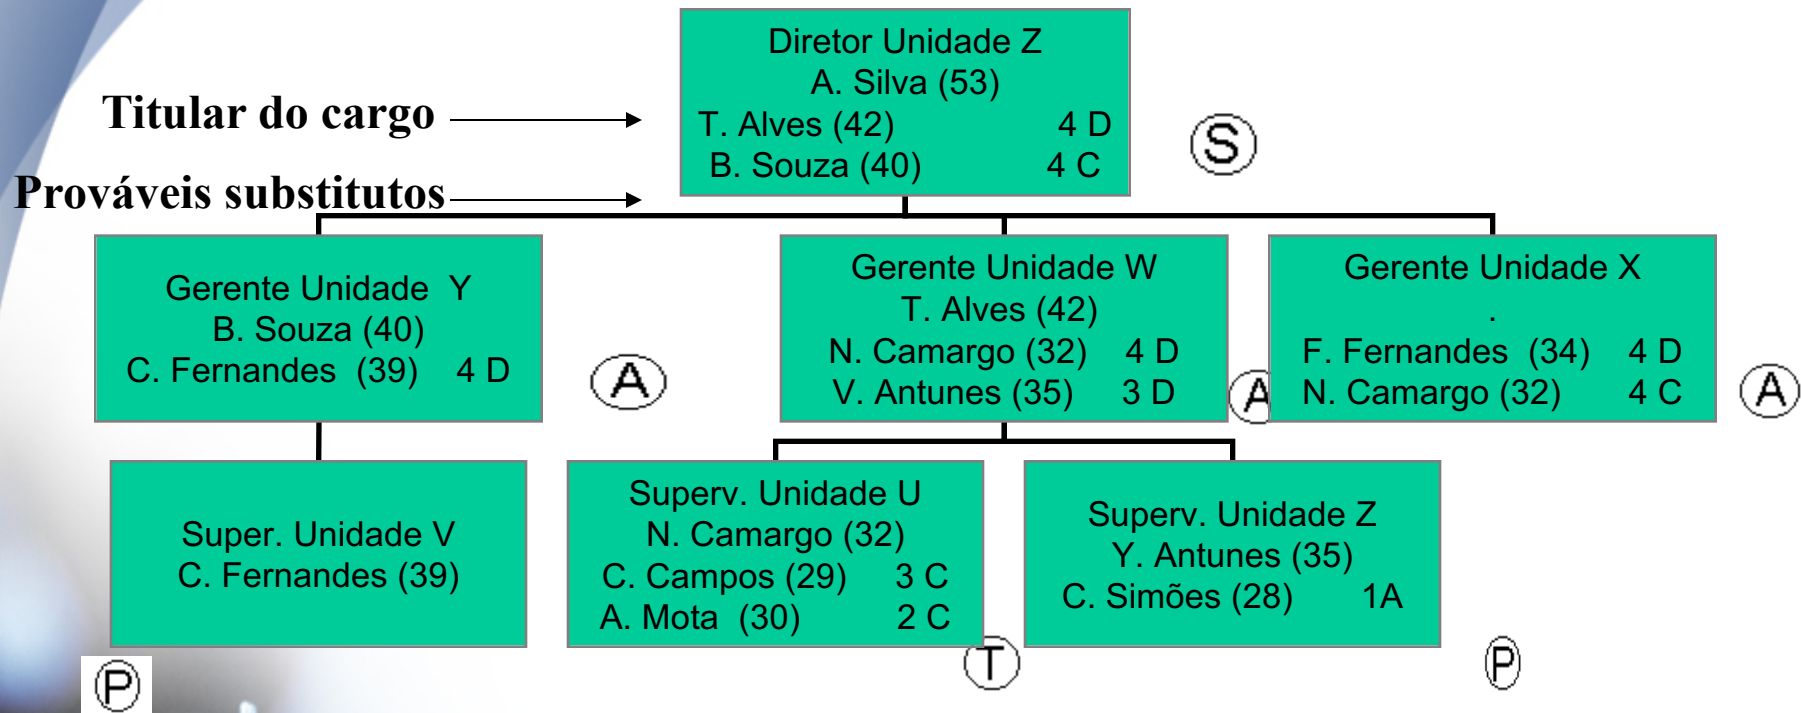 Diretor Unidade Z
A. Silva (53)
T. Alves (42) 4 D
B. Souza (40) 4 C
Titular do cargo
Prováveis substitutos
S
Gerente Unidade Y
B. Souza (40)
C. Fernandes (39) 4 D
A
Gerente Unidade W
T. Alves (42)
N. Camargo (32) 4 D
V. Antunes (35) 3 D
A
Gerente Unidade X
.
F. Fernandes (34) 4 D
N. Camargo (32) 4 C
A
Super. Unidade V
C. Fernandes (39)
P
Superv. Unidade U
N. Camargo (32)
C. Campos (29) 3 C
A. Mota (30) 2 C
T
Superv. Unidade Z
Y. Antunes (35)
C. Simões (28) 1A
P